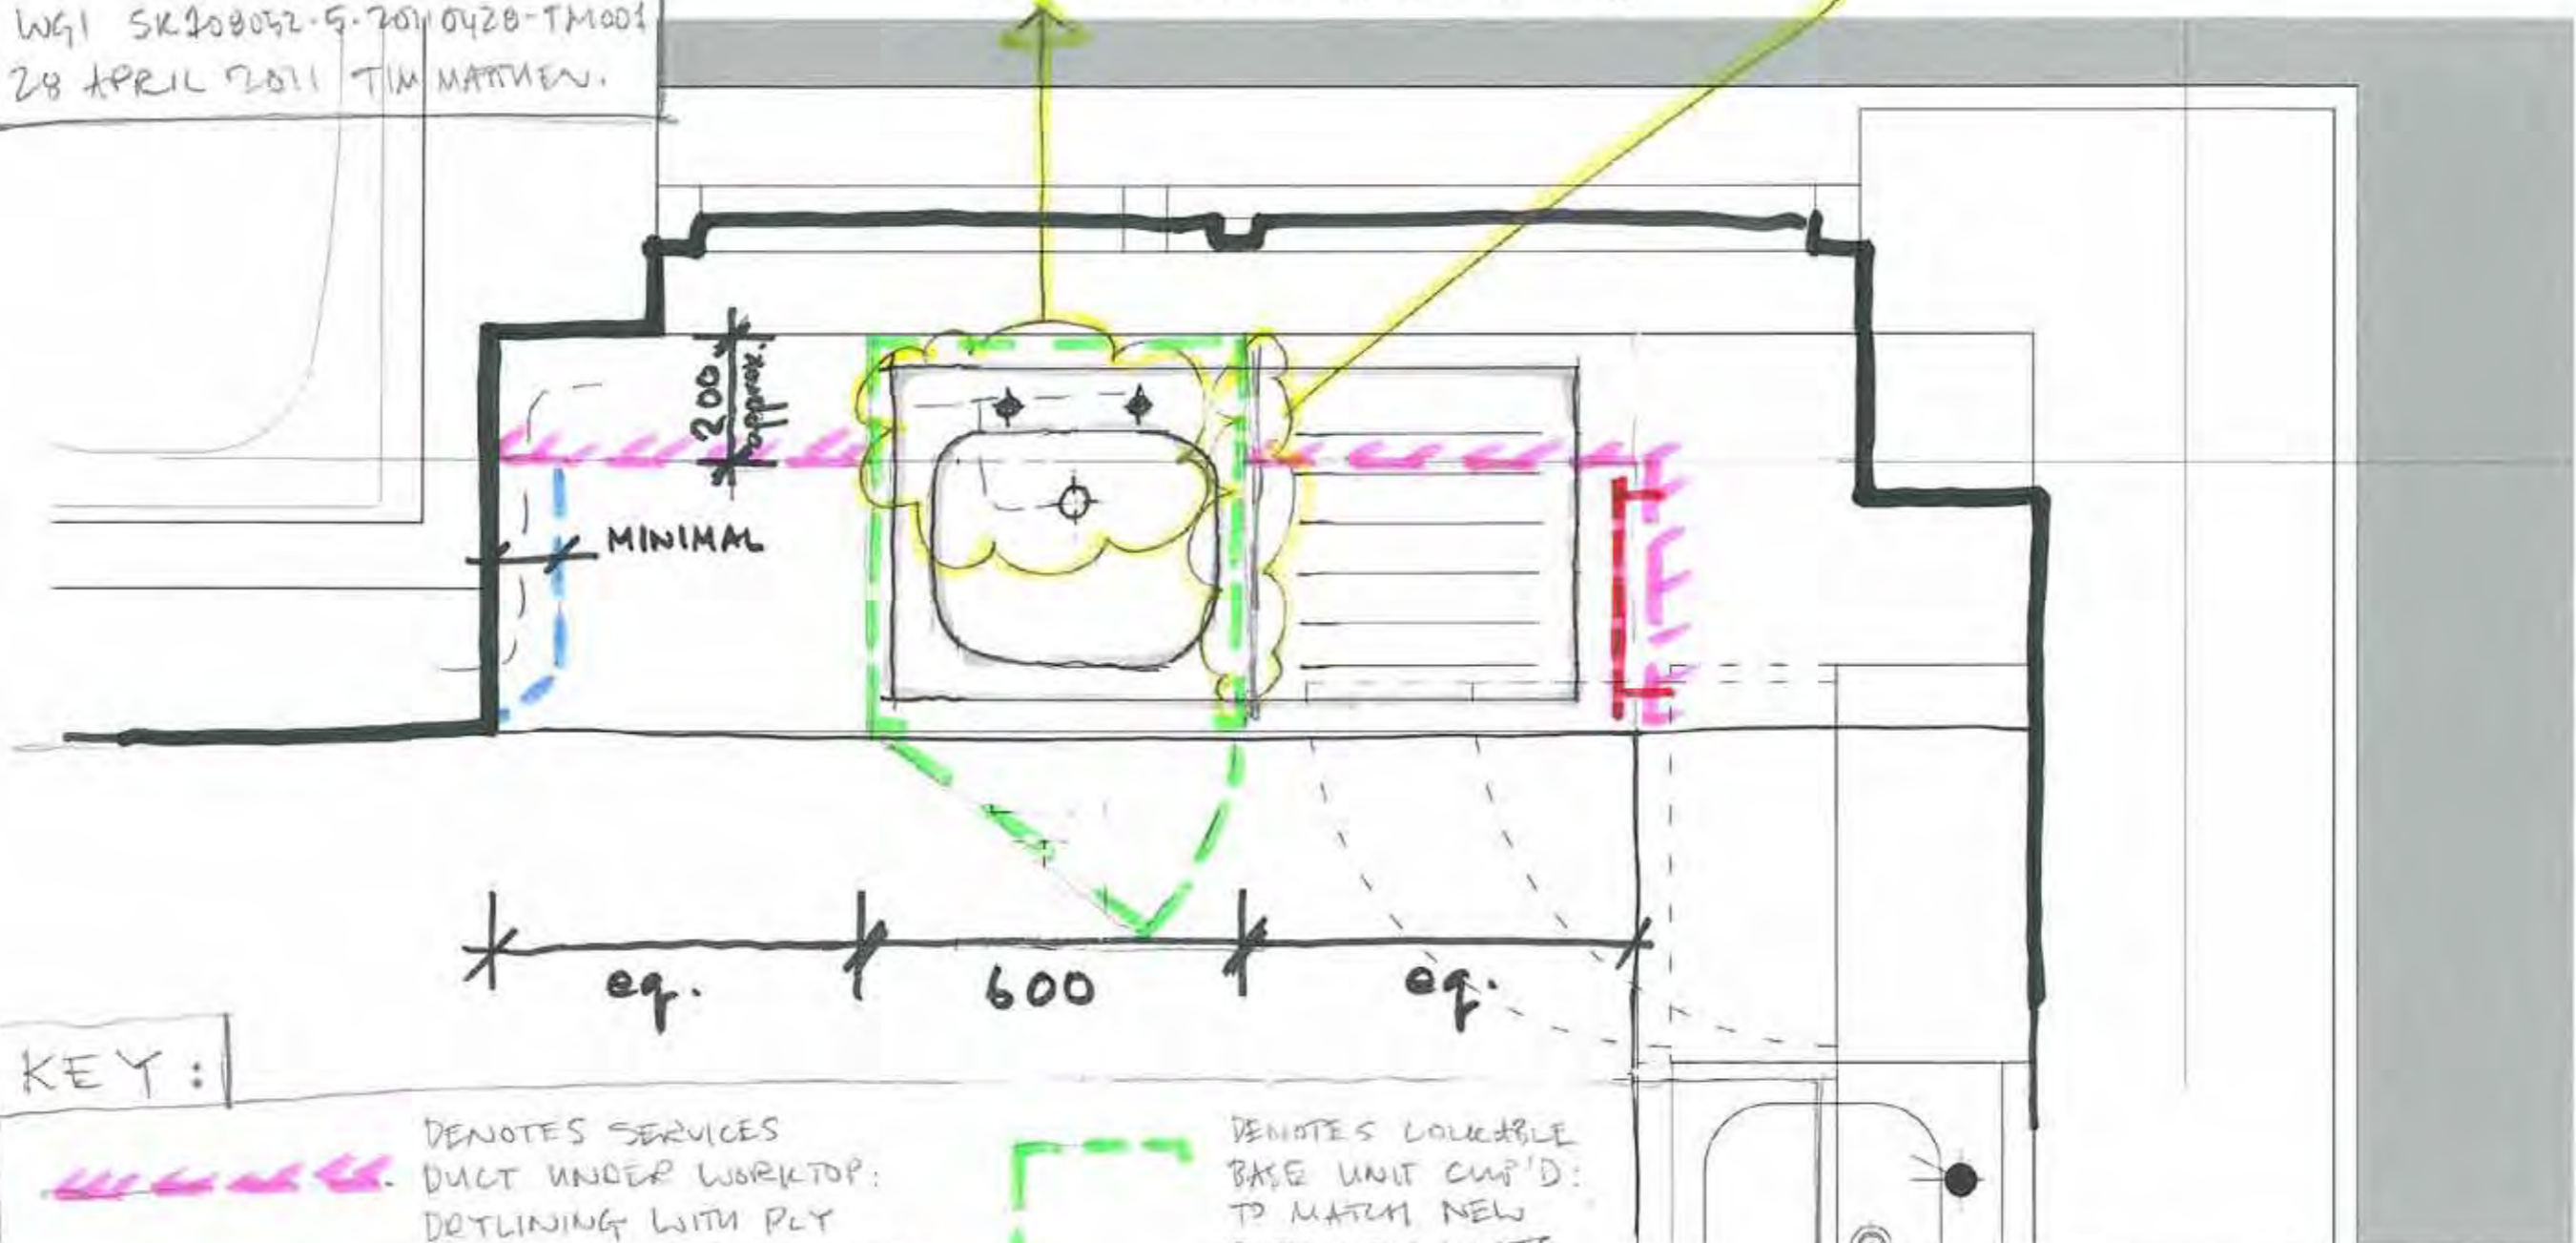 WG1 SK108052-5-20110428-TM001
28 APRIL 2011 TIM MATTHEW.
200
approx.
MINIMAL
eq.
600
eq.
KEY:
DENOTES SERVICES
DUCT UNDER WORKTOP:
DRYLINING WITH PLY
DENOTES LOCKABLE
BASE UNIT CUP'D:
TO MATCH NEW